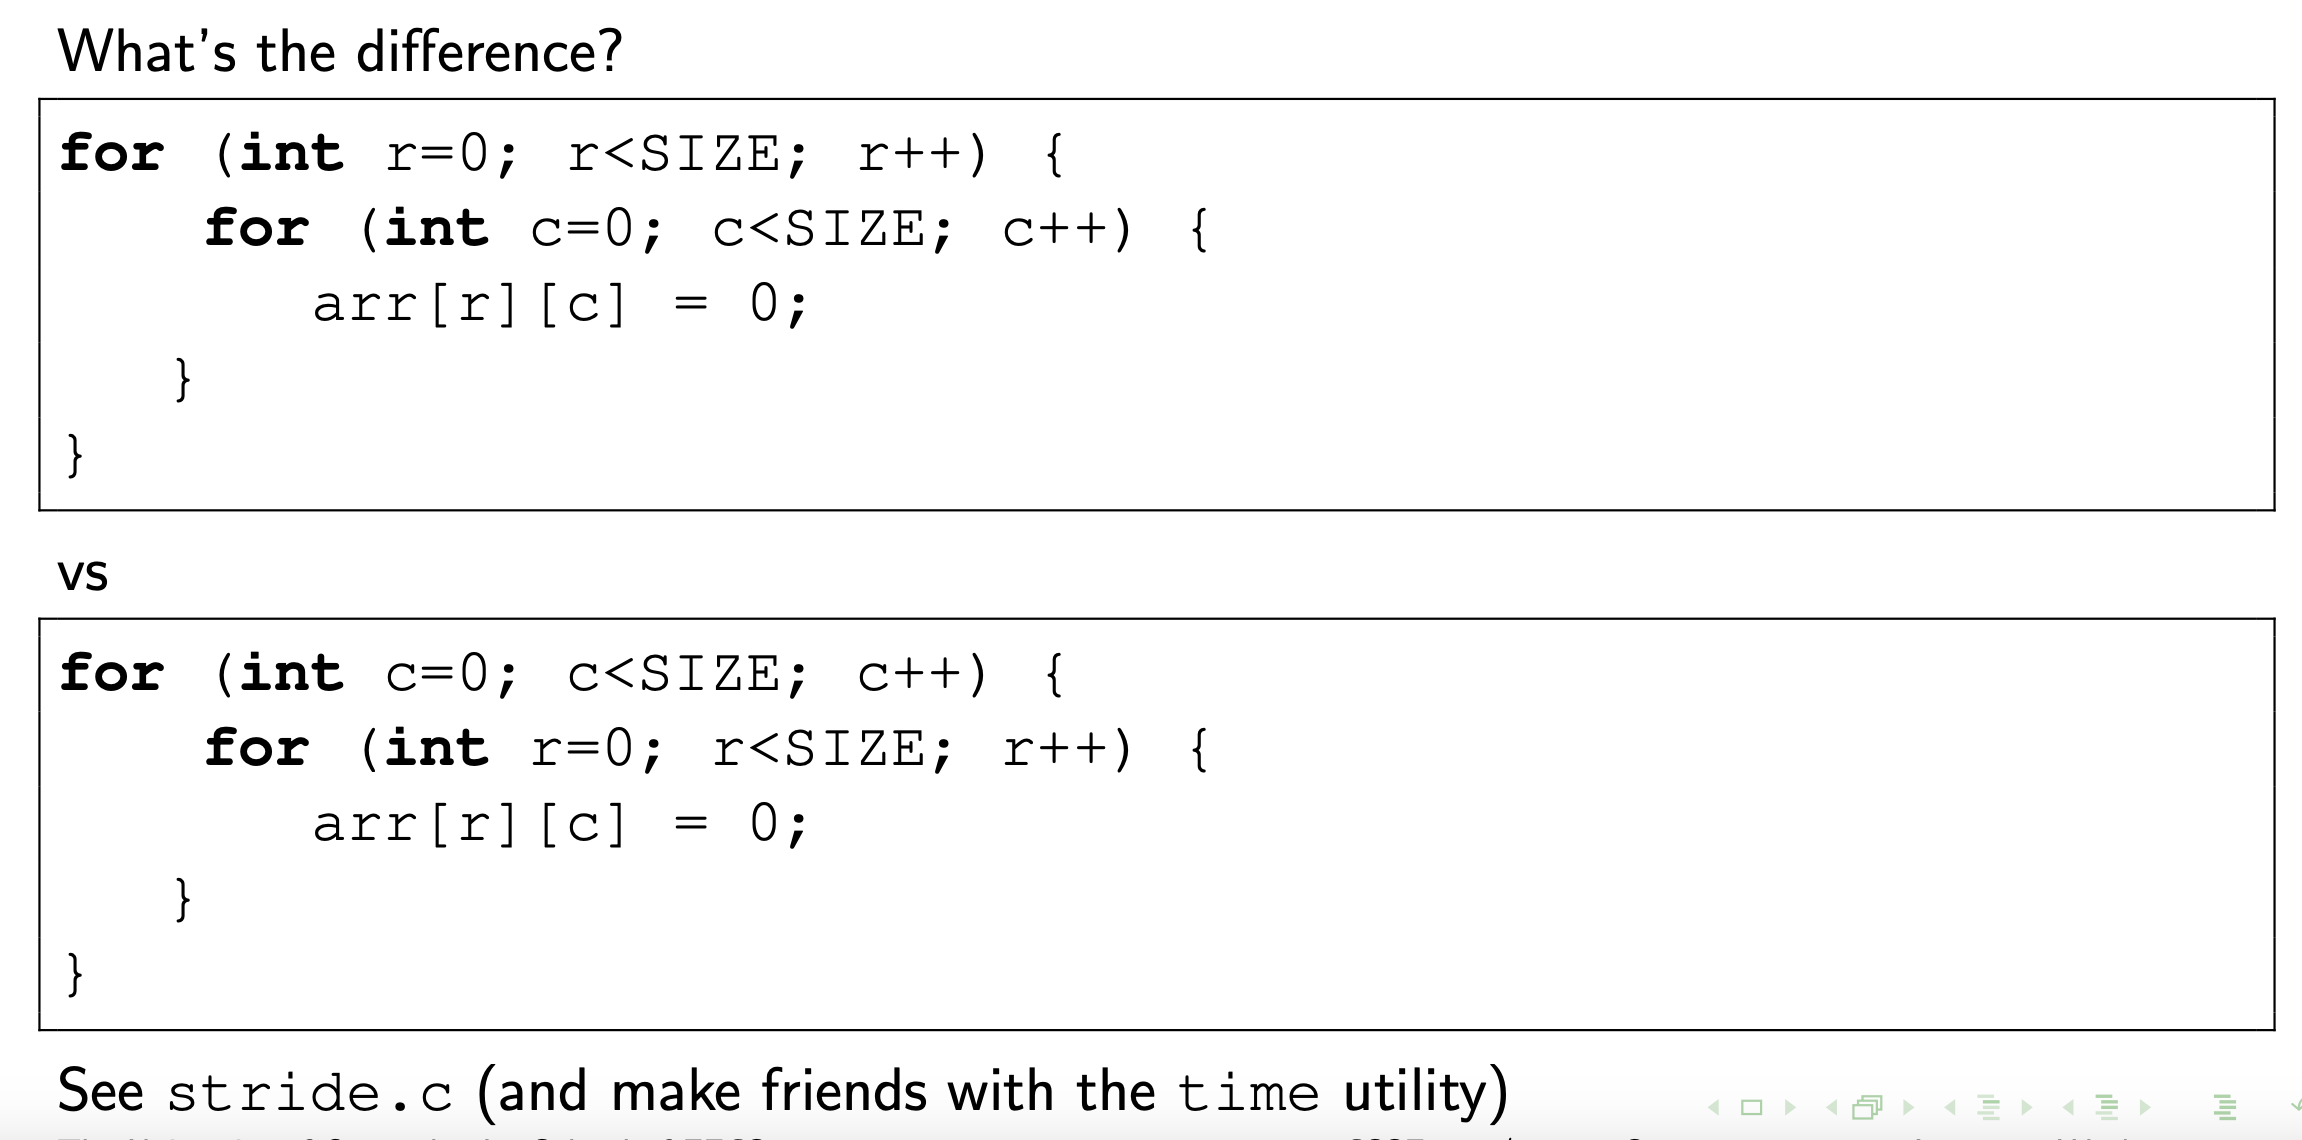 What's the difference?
for (int r=0; r<SIZE; r++) {
    for (int c=0; c<SIZE; c++) {
        arr[r][c] = 0;
    }
}
vs
for (int c=0; c<SIZE; c++) {
    for (int r=0; r<SIZE; r++) {
        arr[r][c] = 0;
    }
}
See stride.c (and make friends with the time utility)